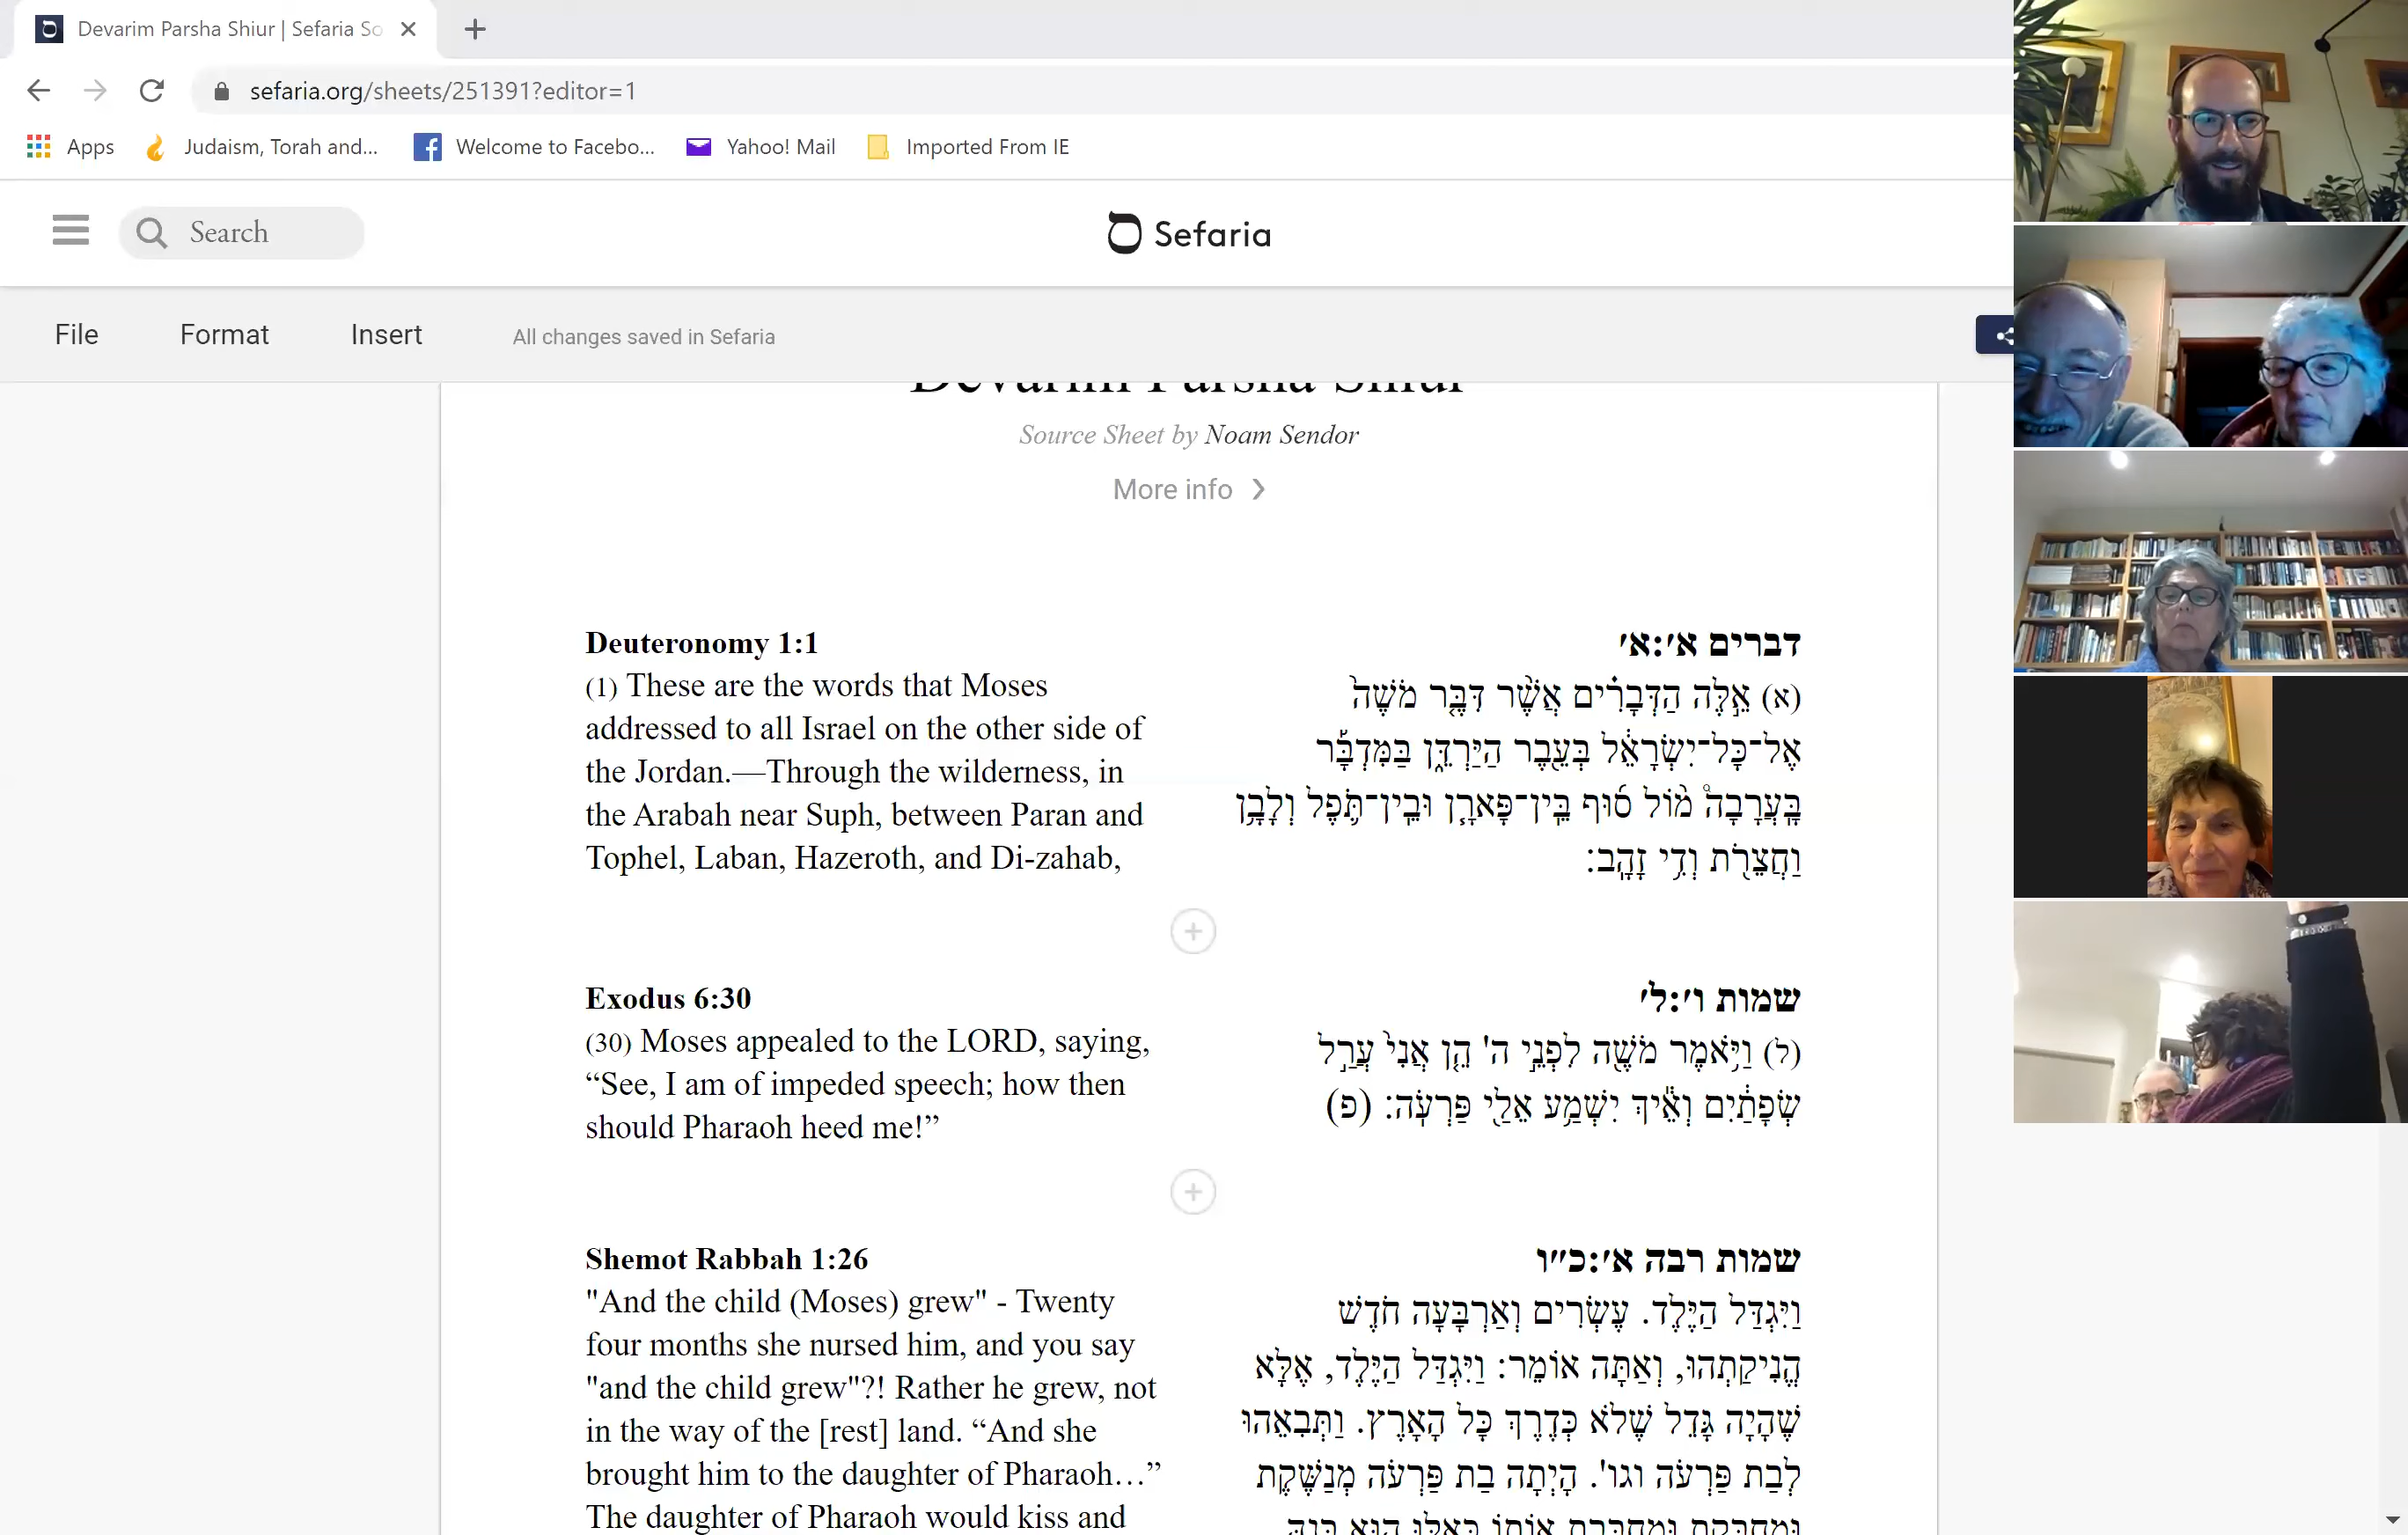 Devarim Parsha Shiur | Sefaria So
sefaria.org/sheets/251391?editor=1
Apps
Judaism, Torah and...
Welcome to Facebo...
Yahoo! Mail
Imported From IE
Search
Sefaria
File
Format
Insert
All changes saved in Sefaria
Devarim Parsha Shiur
Source Sheet by Noam Sendor
More info
Deuteronomy 1:1
(1) These are the words that Moses
addressed to all Israel on the other side of
the Jordan.—Through the wilderness, in
the Arabah near Suph, between Paran and
Tophel, Laban, Hazeroth, and Di-zahab,
דברים א׳:א׳
(א) אֵ֣לֶּה הַדְּבָרִ֗ים אֲשֶׁ֨ר דִּבֶּ֤ר מֹשֶׁה֙
אֶל־כָּל־יִשְׂרָאֵ֔ל בְּעֵ֖בֶר הַיַּרְדֵּ֑ן בַּמִּדְבָּ֡ר
בָּֽעֲרָבָה֩ מ֨וֹל ס֜וּף בֵּֽין־פָּארָ֧ן וּבֵֽין־תֹּ֛פֶל וְלָבָ֥ן
וַחֲצֵרֹ֖ת וְדִ֥י זָהָֽב׃
Exodus 6:30
(30) Moses appealed to the LORD, saying,
“See, I am of impeded speech; how then
should Pharaoh heed me!”
שמות ו׳:ל׳
(ל) וַיֹּ֥אמֶר מֹשֶׁ֖ה לִפְנֵ֣י ה' הֵ֤ן אֲנִי֙ עֲרַ֣ל
שְׂפָתַ֔יִם וְאֵ֕יךְ יִשְׁמַ֥ע אֵלַ֖י פַּרְעֹֽה׃ (פ)
Shemot Rabbah 1:26
"And the child (Moses) grew" - Twenty
four months she nursed him, and you say
"and the child grew"?! Rather he grew, not
in the way of the [rest] land. “And she
brought him to the daughter of Pharaoh…”
The daughter of Pharaoh would kiss and
שמות רבה א׳:כ״ו
וַיִּגְדַּל הַיֶּלֶד. עֶשְׂרִים וְאַרְבָּעָה חֹדֶשׁ
הֱנִיקַתְהוּ, וְאַתָּה אוֹמֵר: וַיִּגְדַּל הַיֶּלֶד, אֶלָּא
שֶׁהָיָה גָּדֵל שֶׁלֹא כְּדֶרֶךְ כָּל הָאָרֶץ. וַתְּבִאֵהוּ
לְבַת פַּרְעֹה וגו'. הָיְתָה בַת פַּרְעֹה מְנַשֶּׁקֶת
וּמְחַבֶּקֶת וּמְחַבֶּבֶת אוֹתוֹ כְּאִלּוּ הוּא בְּנָהּ